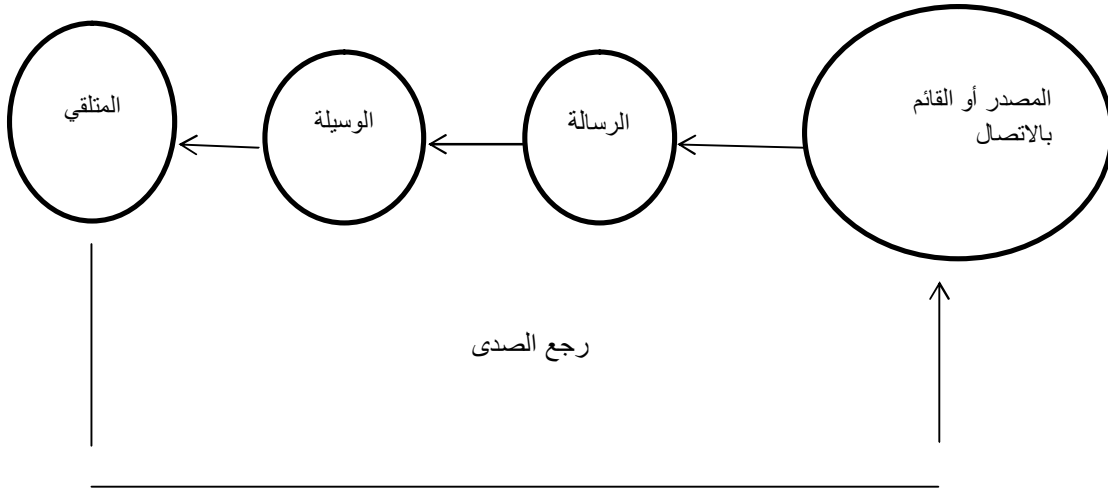 المصدر أو القائم
بالاتصال
الرسالة
الوسيلة
المتلقي
رجع الصدى